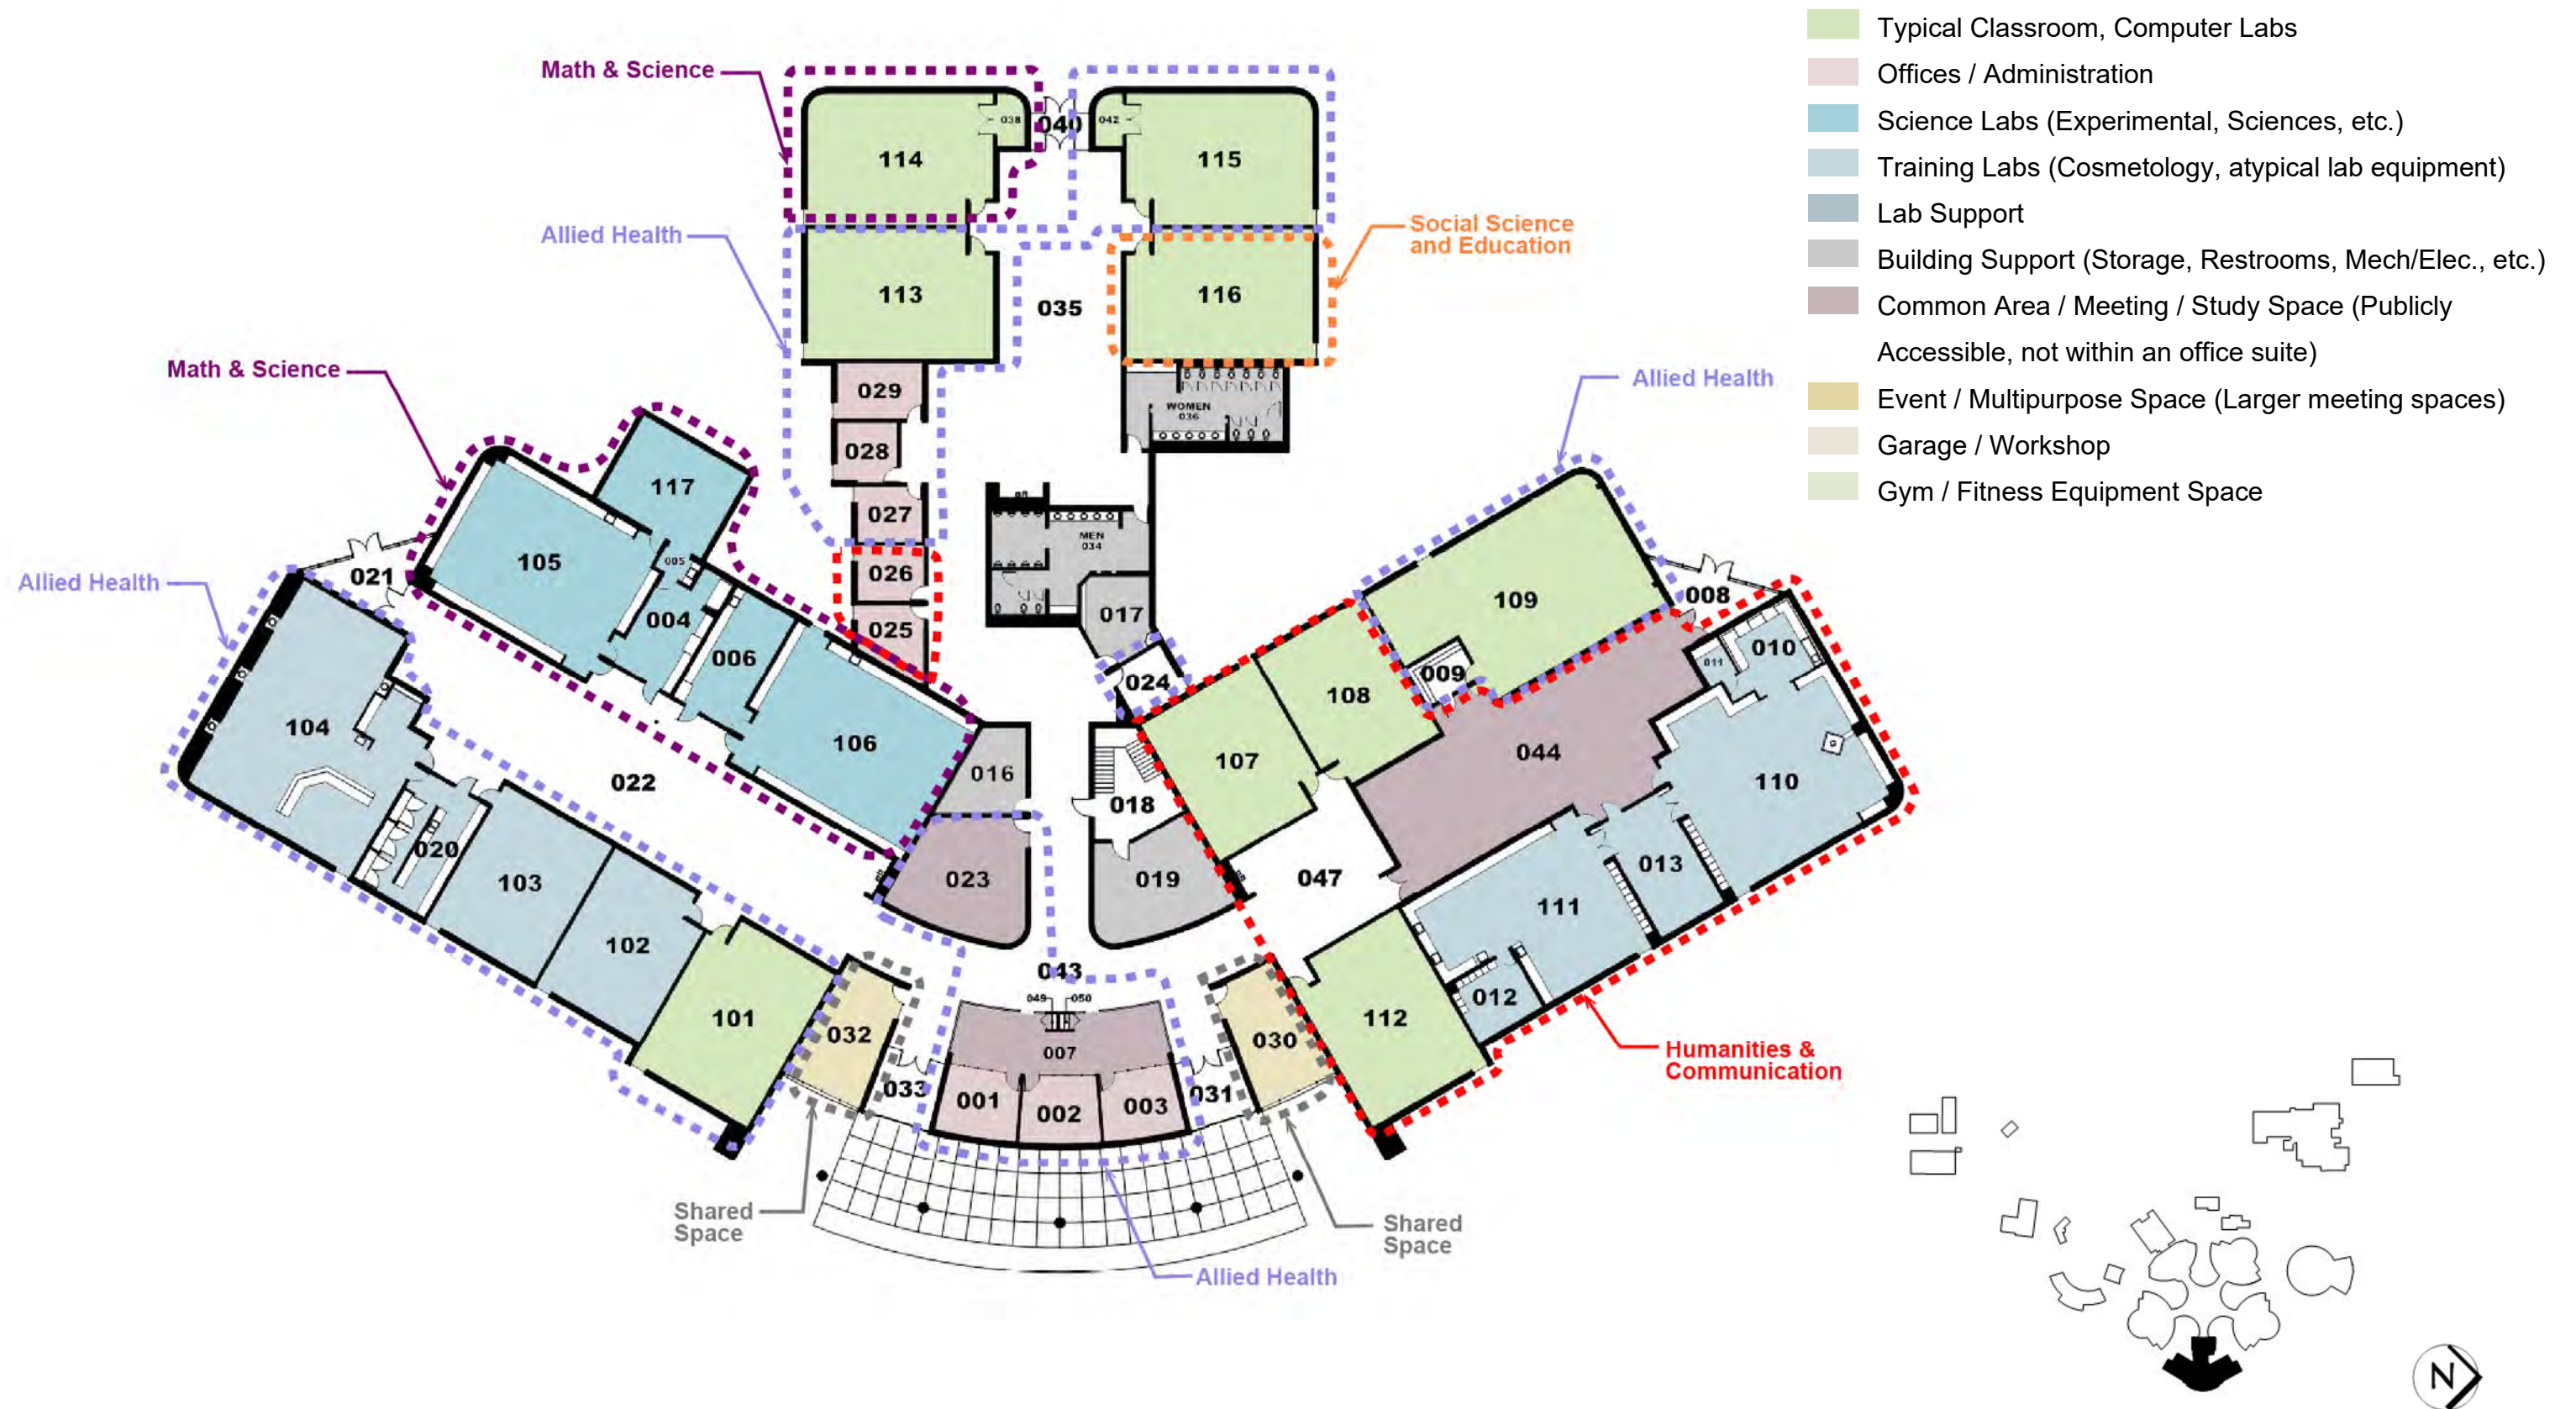 Typical Classroom, Computer Labs
Offices / Administration
Science Labs (Experimental, Sciences, etc.)
Training Labs (Cosmetology, atypical lab equipment)
Lab Support
Building Support (Storage, Restrooms, Mech/Elec., etc.)
Common Area / Meeting / Study Space (Publicly
Accessible, not within an office suite)
Event / Multipurpose Space (Larger meeting spaces)
Garage / Workshop
Gym / Fitness Equipment Space
Math & Science
038
040
042
114
115
Allied Health
Social Science
and Education
113
035
116
Math & Science
029
WOMEN
036
Allied Health
028
117
027
MEN
034
105
005
026
021
Allied Health
004
025
017
109
008
006
024
009
011
010
104
106
108
022
016
107
044
110
018
020
103
023
019
047
013
102
111
043
049
050
012
101
032
007
030
112
033
001
002
003
031
Humanities &
Communication
Shared
Space
Shared
Space
Allied Health
N